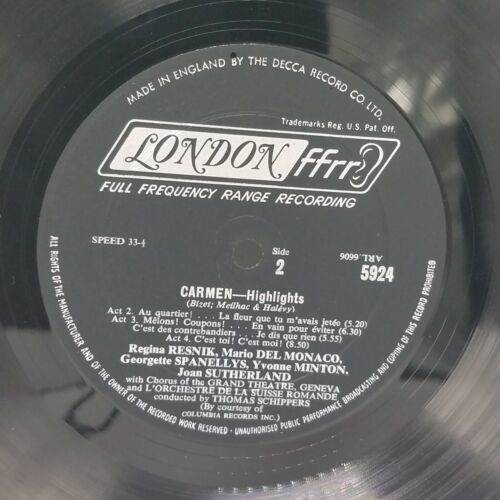 MADE IN ENGLAND BY THE DECCA RECORD CO. LTD.
Trademarks Reg. U.S. Pat. Off.
LONDON ffrr
FULL FREQUENCY RANGE RECORDING
SPEED 33-⅓
Side
2
ARL.6606
5924
CARMEN—Highlights
(Bizet; Meilhac & Halévy)
Act 2. Au quartier! . . . La fleur que tu m'avais jetée (5.20)
Act 3. Mélons! Coupons! . . . En vain pour éviter (6.30)
C'est des contrebandiers . . . Je dis que rien (5.55)
Act 4. C'est toi! C'est moi! (8.50)
Regina RESNIK, Mario DEL MONACO,
Georgette SPANELLYS, Yvonne MINTON,
Joan SUTHERLAND
with Chorus of the GRAND THEATRE, GENEVA
and L'ORCHESTRE DE LA SUISSE ROMANDE
conducted by THOMAS SCHIPPERS
(By courtesy of
COLUMBIA RECORDS INC.)
ALL RIGHTS OF THE MANUFACTURER AND OF THE OWNER OF THE RECORDED WORK RESERVED · UNAUTHORISED PUBLIC PERFORMANCE BROADCASTING AND COPYING OF THIS RECORD PROHIBITED